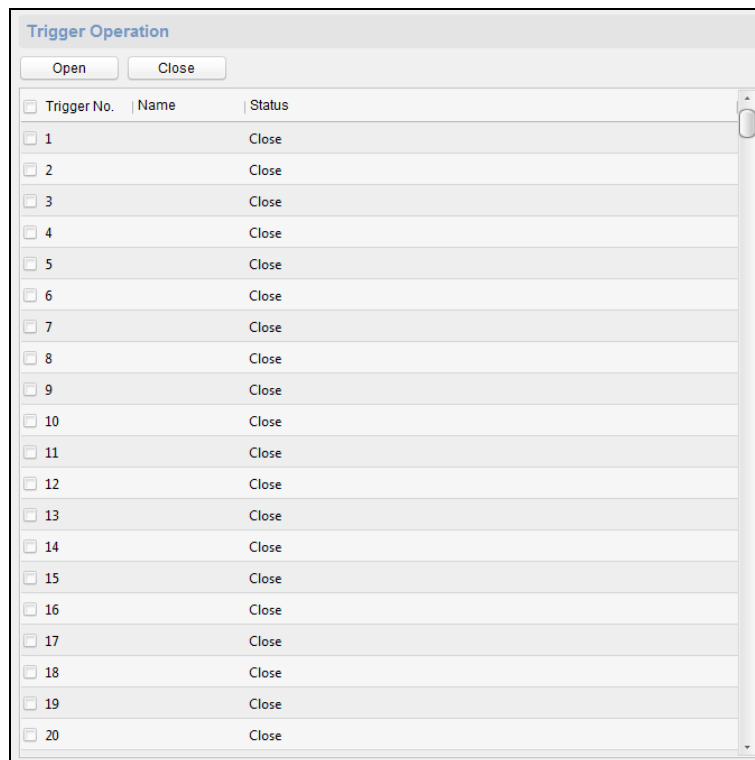 Trigger Operation
Open Close
Trigger No. Name Status
1 Close
2 Close
3 Close
4 Close
5 Close
6 Close
7 Close
8 Close
9 Close
10 Close
11 Close
12 Close
13 Close
14 Close
15 Close
16 Close
17 Close
18 Close
19 Close
20 Close